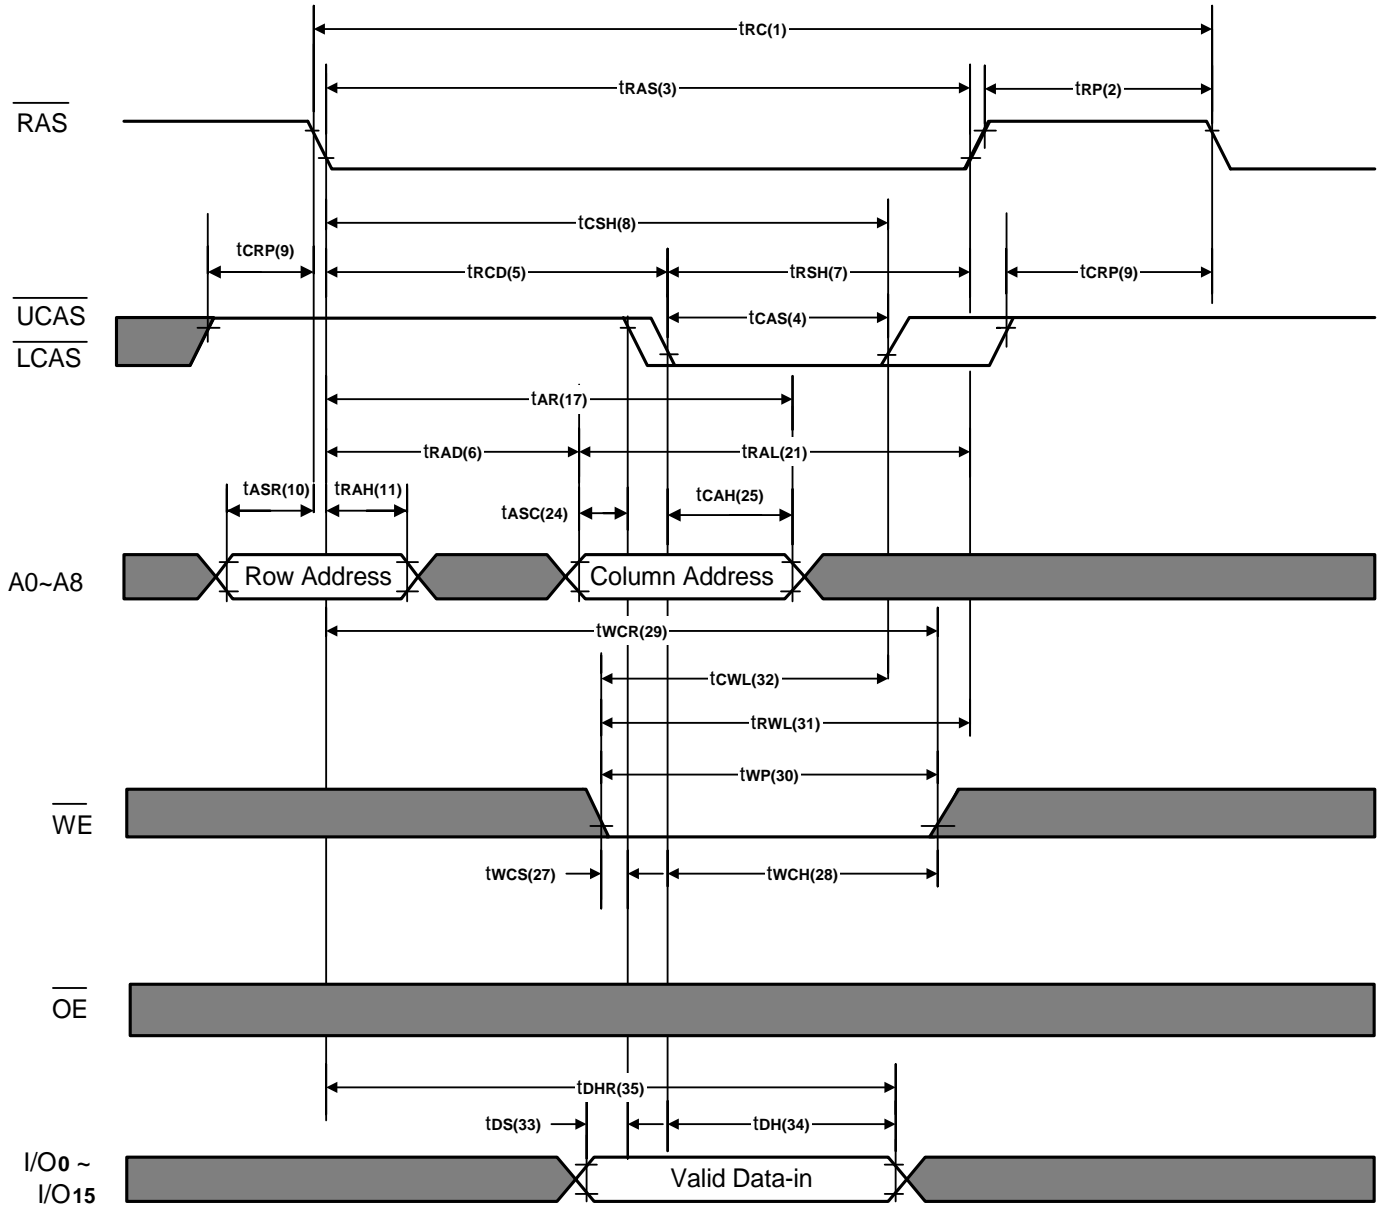 tRC(1)
tRAS(3)
tRP(2)
RAS
tCSH(8)
tCRP(9)
tRCD(5)
tRSH(7)
tCRP(9)
UCAS
tCAS(4)
LCAS
tAR(17)
tRAD(6)
tRAL(21)
tASR(10)
tRAH(11)
tASC(24)
tCAH(25)
A0~A8
Row Address
Column Address
tWCR(29)
tCWL(32)
tRWL(31)
tWP(30)
WE
tWCS(27)
tWCH(28)
OE
tDHR(35)
tDS(33)
tDH(34)
I/O0 ~
I/O15
Valid Data-in